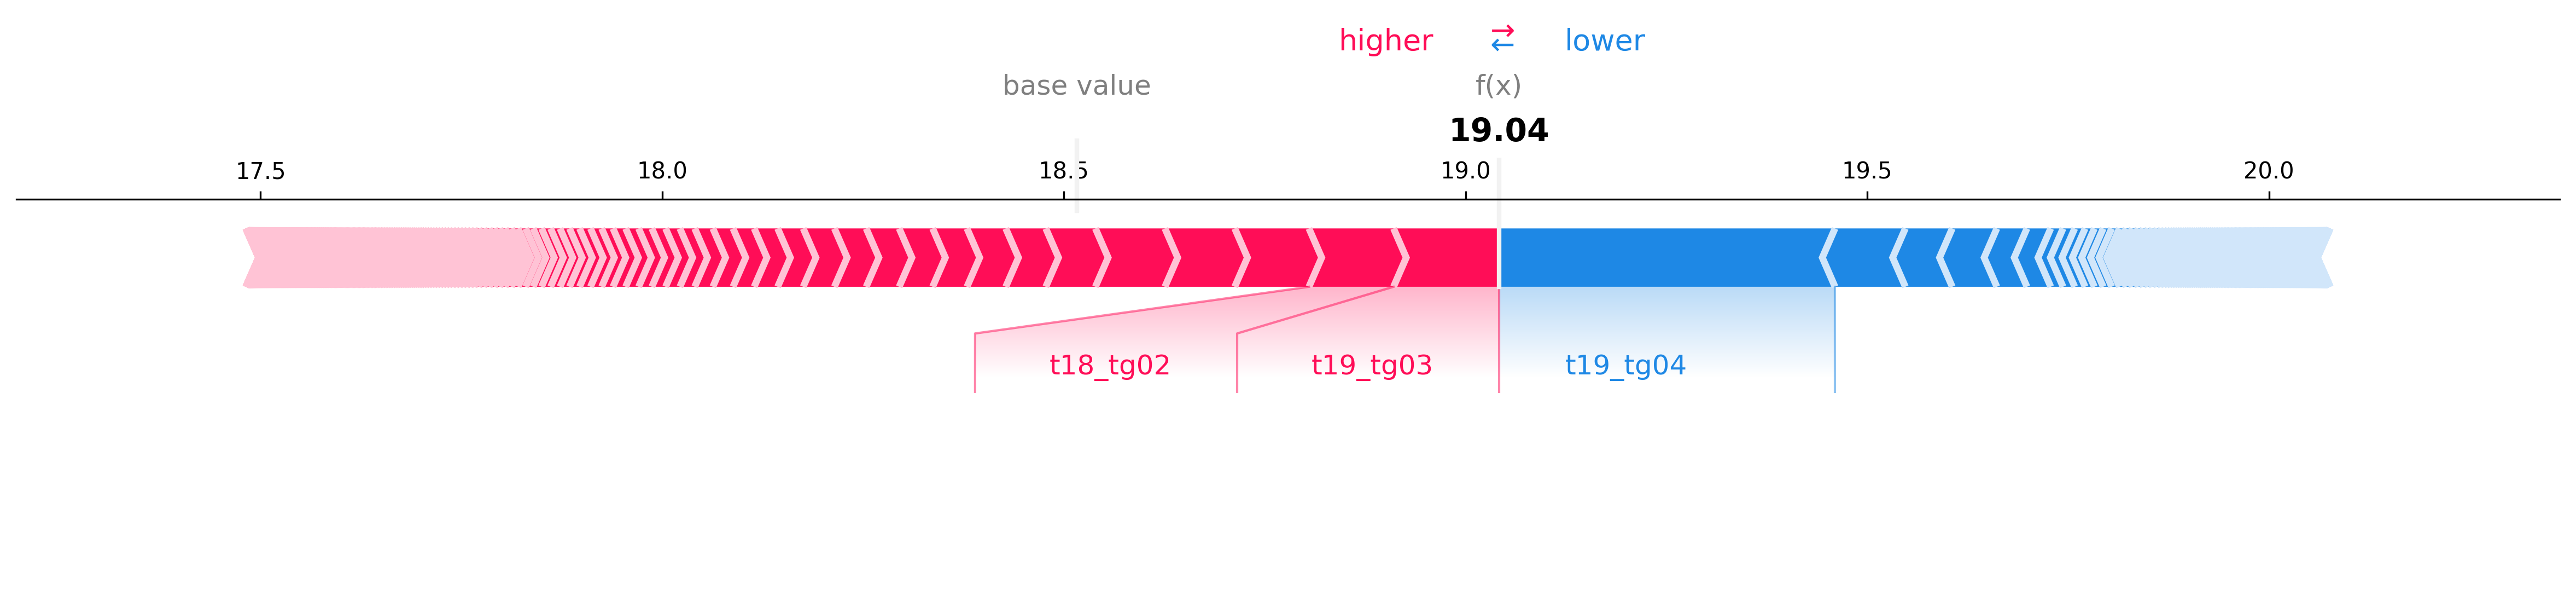 higher ⇄ lower
base value f(x)
19.04
17.5 18.0 18.5 19.0 19.5 20.0
t18_tg02 t19_tg03 t19_tg04